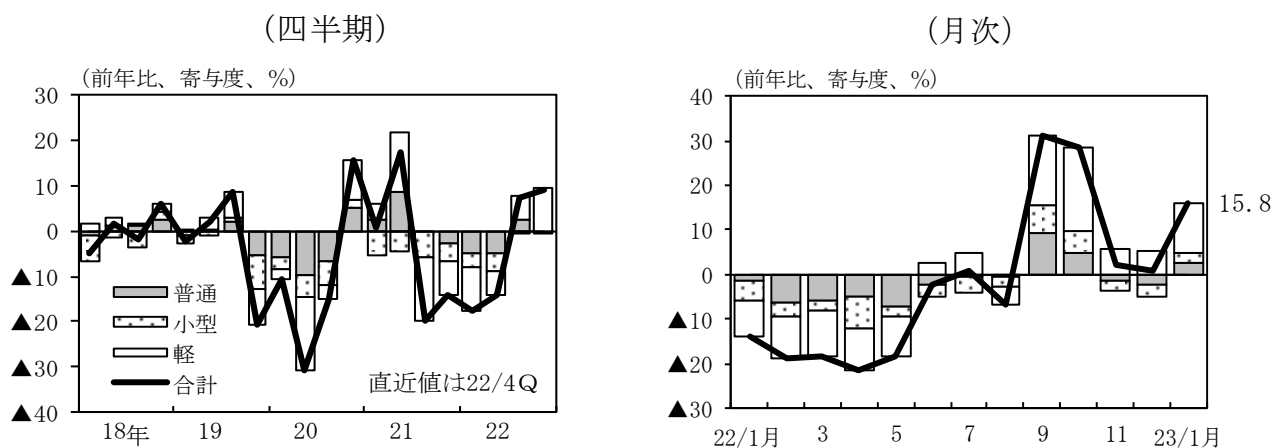 (四半期)
(前年比、寄与度、%)
30
20
10
0
▲10
▲20
▲30
▲40
普通
小型
軽
合計
直近値は22/4Q
18年 19 20 21 22
(月次)
(前年比、寄与度、%)
40
30
20
10
0
▲10
▲20
▲30
15.8
22/1月 3 5 7 9 11 23/1月